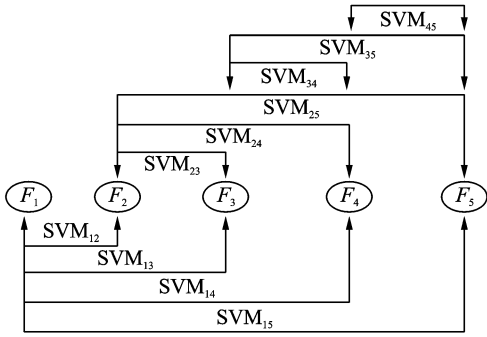 SVM₄₅
SVM₃₅
SVM₃₄
SVM₂₅
SVM₂₄
SVM₂₃
F₁ F₂ F₃ F₄ F₅
SVM₁₂
SVM₁₃
SVM₁₄
SVM₁₅